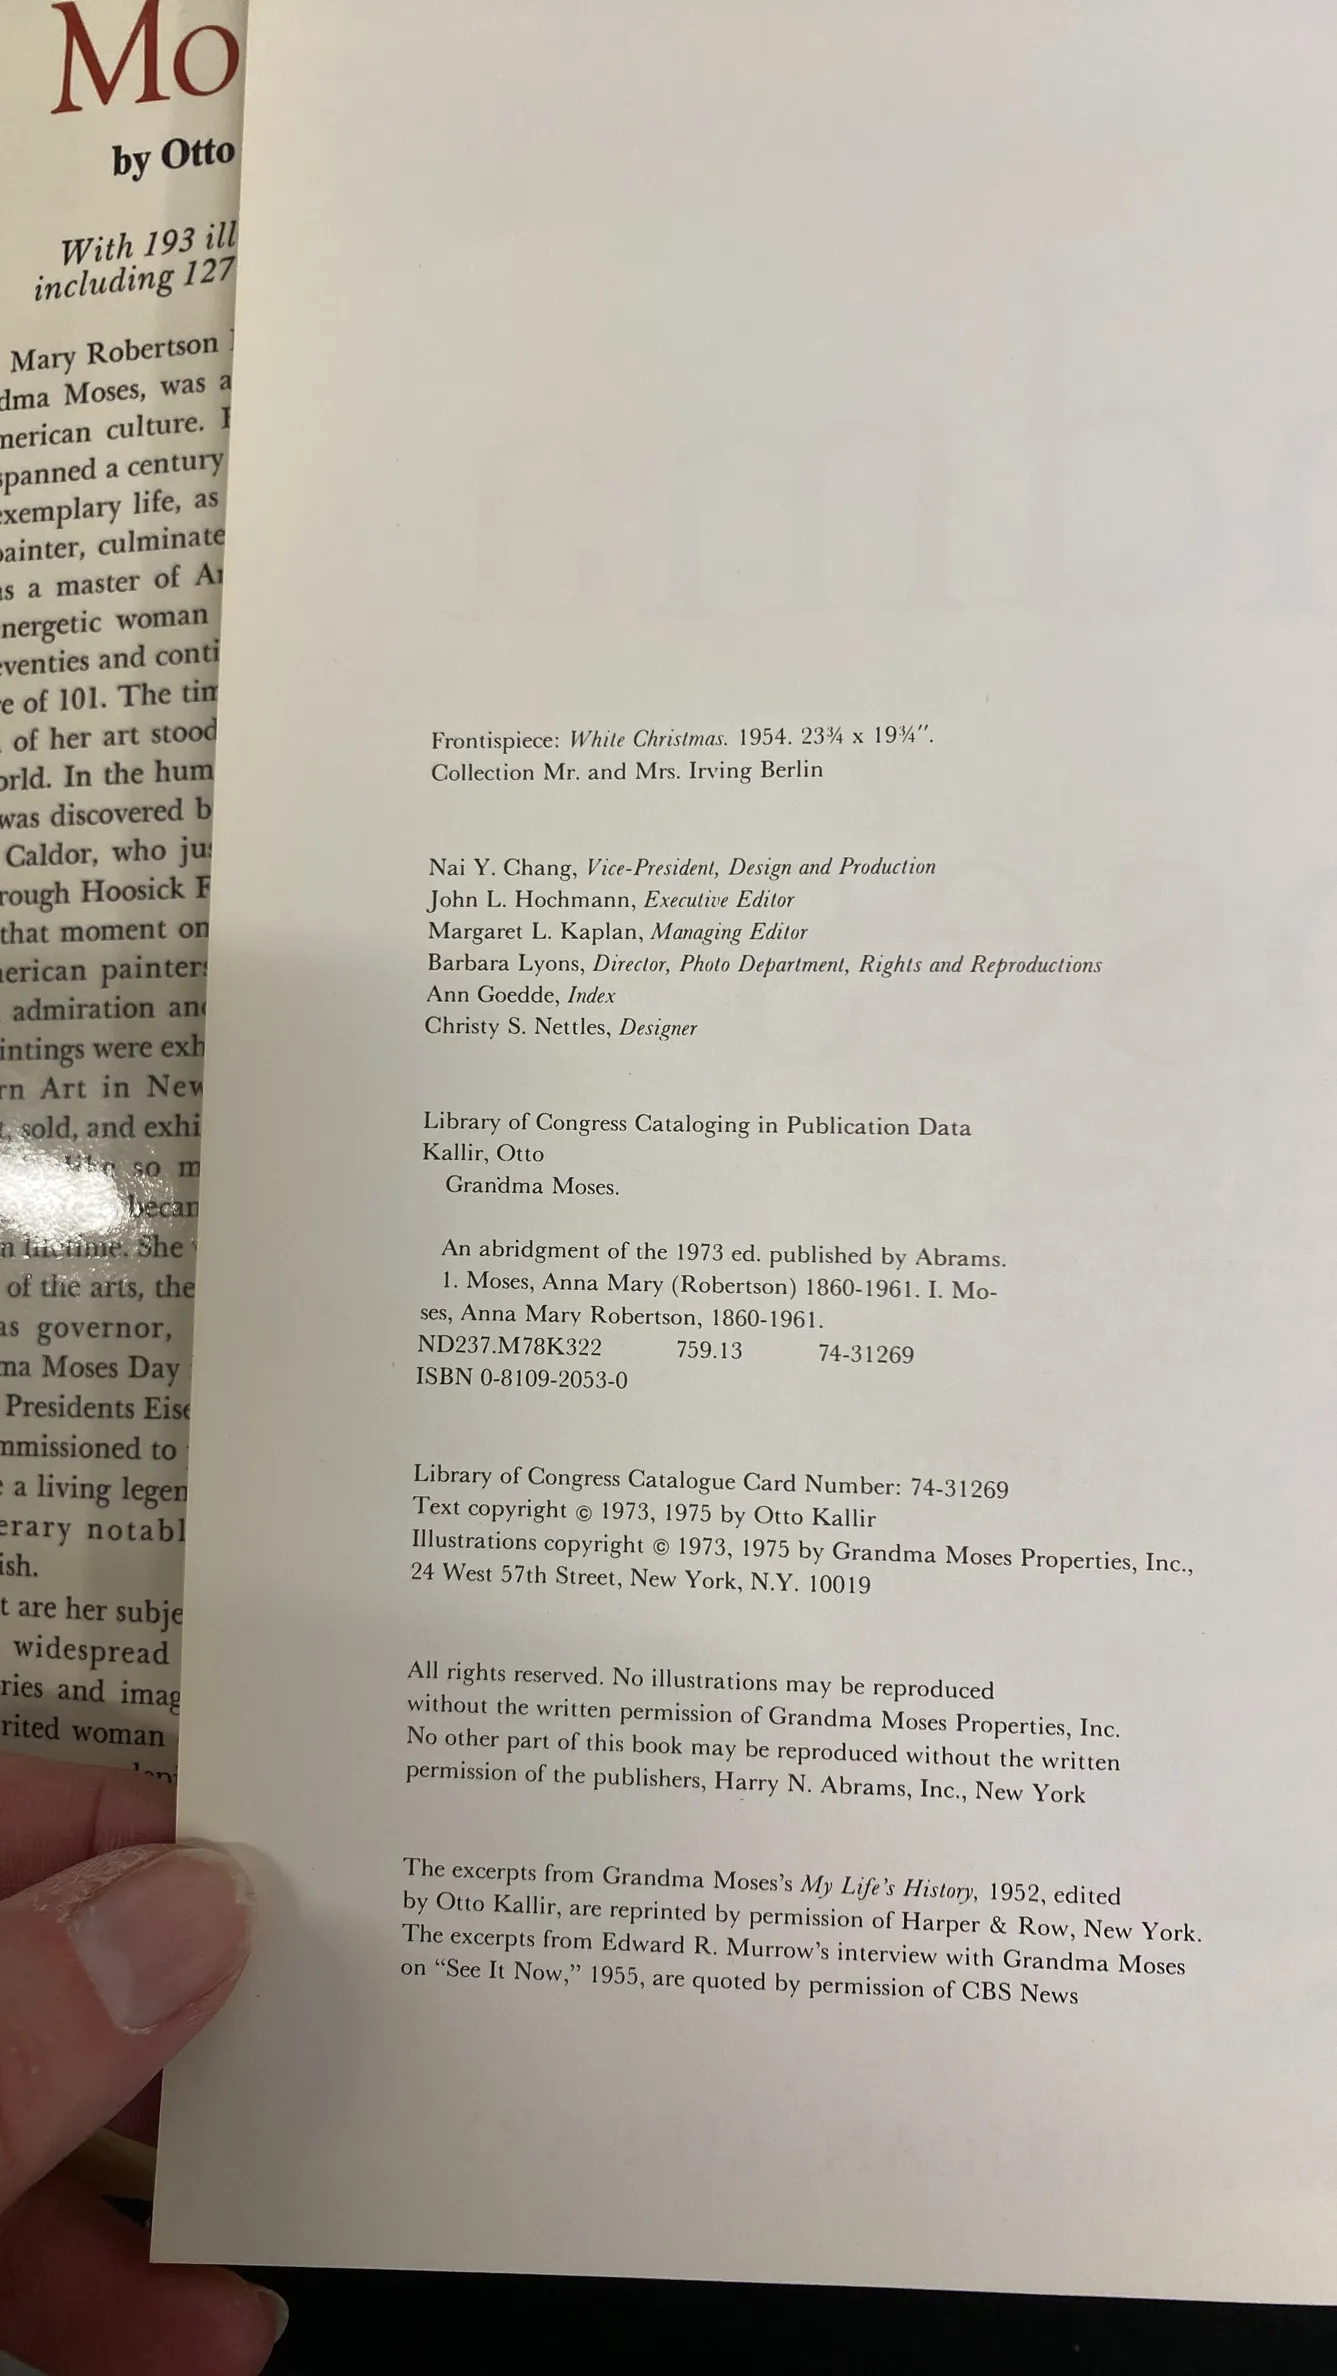 Mo
by Otto
With 193 ill
including 127
Mary Robertson
dma Moses, was a
merican culture.
spanned a century
exemplary life, as
painter, culminate
as a master of
nergetic woman
eventies and conti
e of 101. The tim
of her art stood
orld. In the hum
was discovered b
Caldor, who jus
rough Hoosick F
that moment on
merican painters
admiration and
intings were exh
rn Art in New
, sold, and exhi
so m
becam
n lifetime. She
of the arts, the
as governor,
ma Moses Day
Presidents Eise
mmissioned to
a living legen
erary notabl
ish.
t are her subje
widespread
ries and imag
rited woman
Frontispiece: White Christmas. 1954. 23¾ x 19¾″.
Collection Mr. and Mrs. Irving Berlin
Nai Y. Chang, Vice-President, Design and Production
John L. Hochmann, Executive Editor
Margaret L. Kaplan, Managing Editor
Barbara Lyons, Director, Photo Department, Rights and Reproductions
Ann Goedde, Index
Christy S. Nettles, Designer
Library of Congress Cataloging in Publication Data
Kallir, Otto
Grandma Moses.
An abridgment of the 1973 ed. published by Abrams.
1. Moses, Anna Mary (Robertson) 1860-1961. I. Mo-
ses, Anna Mary Robertson, 1860-1961.
ND237.M78K322 759.13 74-31269
ISBN 0-8109-2053-0
Library of Congress Catalogue Card Number: 74-31269
Text copyright © 1973, 1975 by Otto Kallir
Illustrations copyright © 1973, 1975 by Grandma Moses Properties, Inc.,
24 West 57th Street, New York, N.Y. 10019
All rights reserved. No illustrations may be reproduced
without the written permission of Grandma Moses Properties, Inc.
No other part of this book may be reproduced without the written
permission of the publishers, Harry N. Abrams, Inc., New York
The excerpts from Grandma Moses's My Life's History, 1952, edited
by Otto Kallir, are reprinted by permission of Harper & Row, New York.
The excerpts from Edward R. Murrow's interview with Grandma Moses
on “See It Now,” 1955, are quoted by permission of CBS News